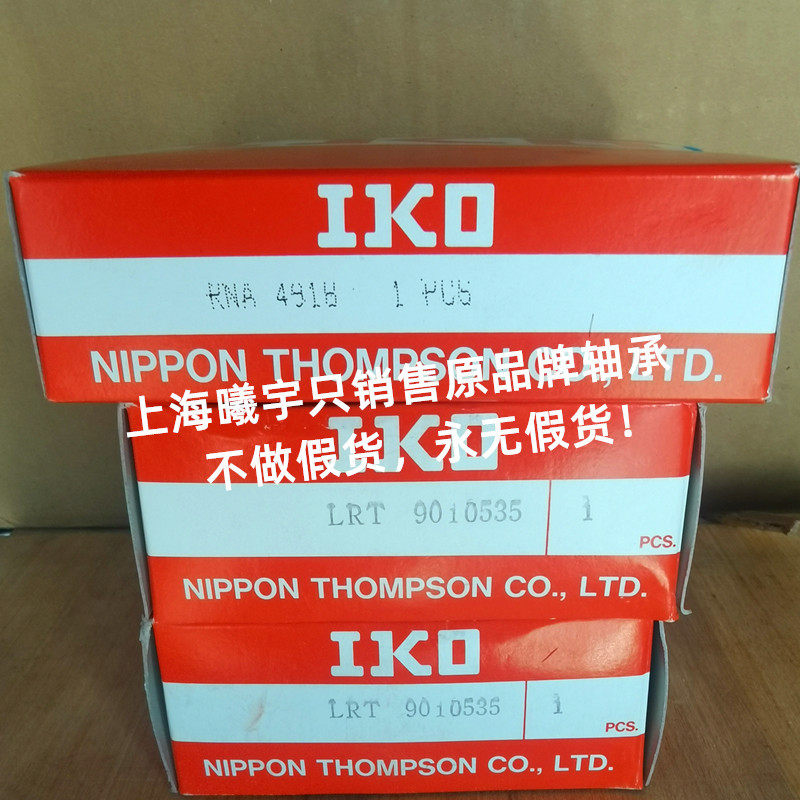 IKO
RNA 4918 1 PCS
NIPPON THOMPSON CO., LTD.
上海曦宇只销售原品牌轴承
不做假货，永无假货！
IKO
LRT 9010535 1
PCS.
NIPPON THOMPSON CO., LTD.
IKO
LRT 9010535 1
PCS.
NIPPON THOMPSON CO., LTD.